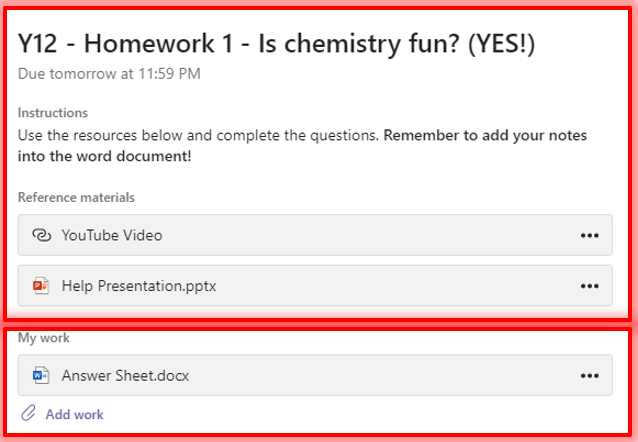 Y12 - Homework 1 - Is chemistry fun? (YES!)
Due tomorrow at 11:59 PM
Instructions
Use the resources below and complete the questions. Remember to add your notes
into the word document!
Reference materials
YouTube Video
Help Presentation.pptx
My work
Answer Sheet.docx
Add work